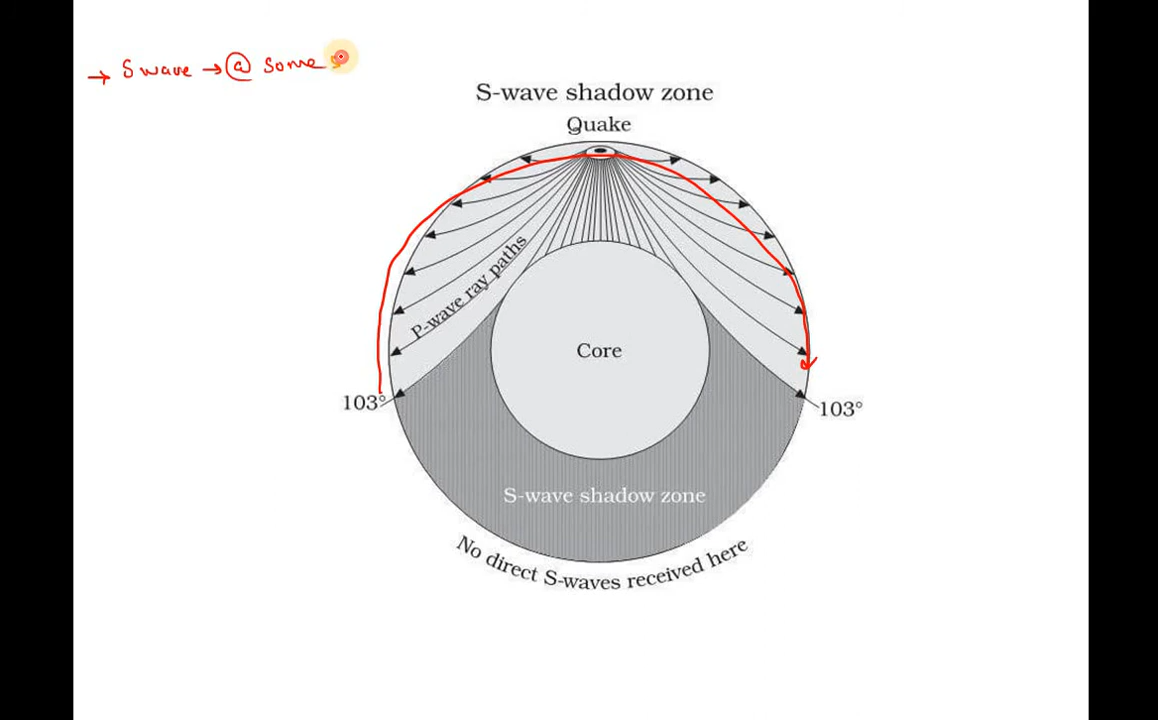 → S wave → @ some
S-wave shadow zone
Quake
P-wave ray paths
Core
103°
103°
S-wave shadow zone
No direct S-waves received here